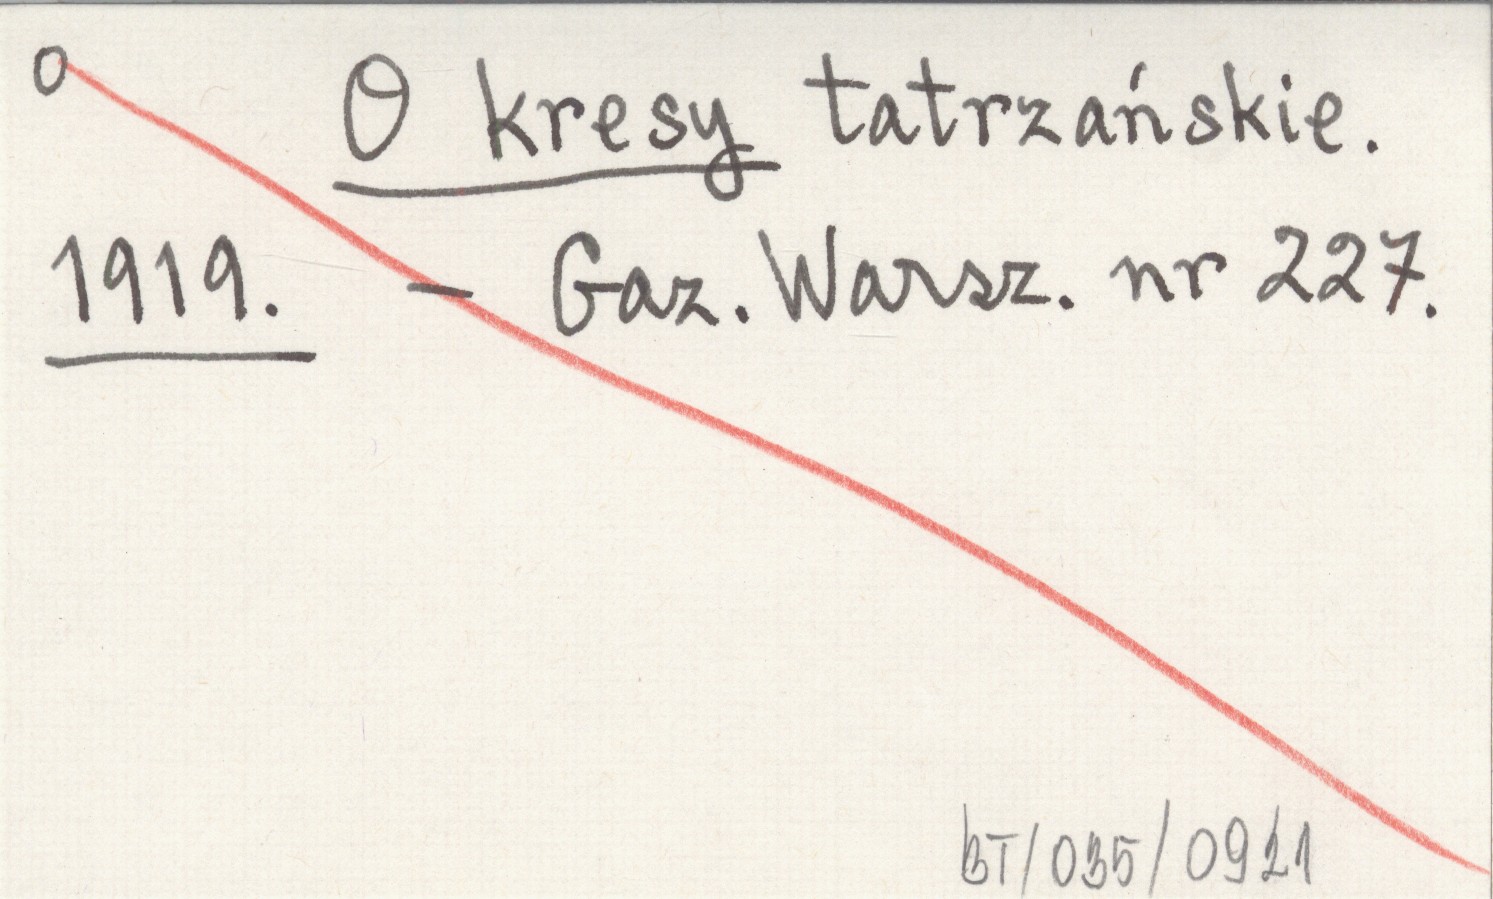 O O kresy tatrzańskie.
1919. - Gaz. Warsz. nr 227.
BT/035/0921